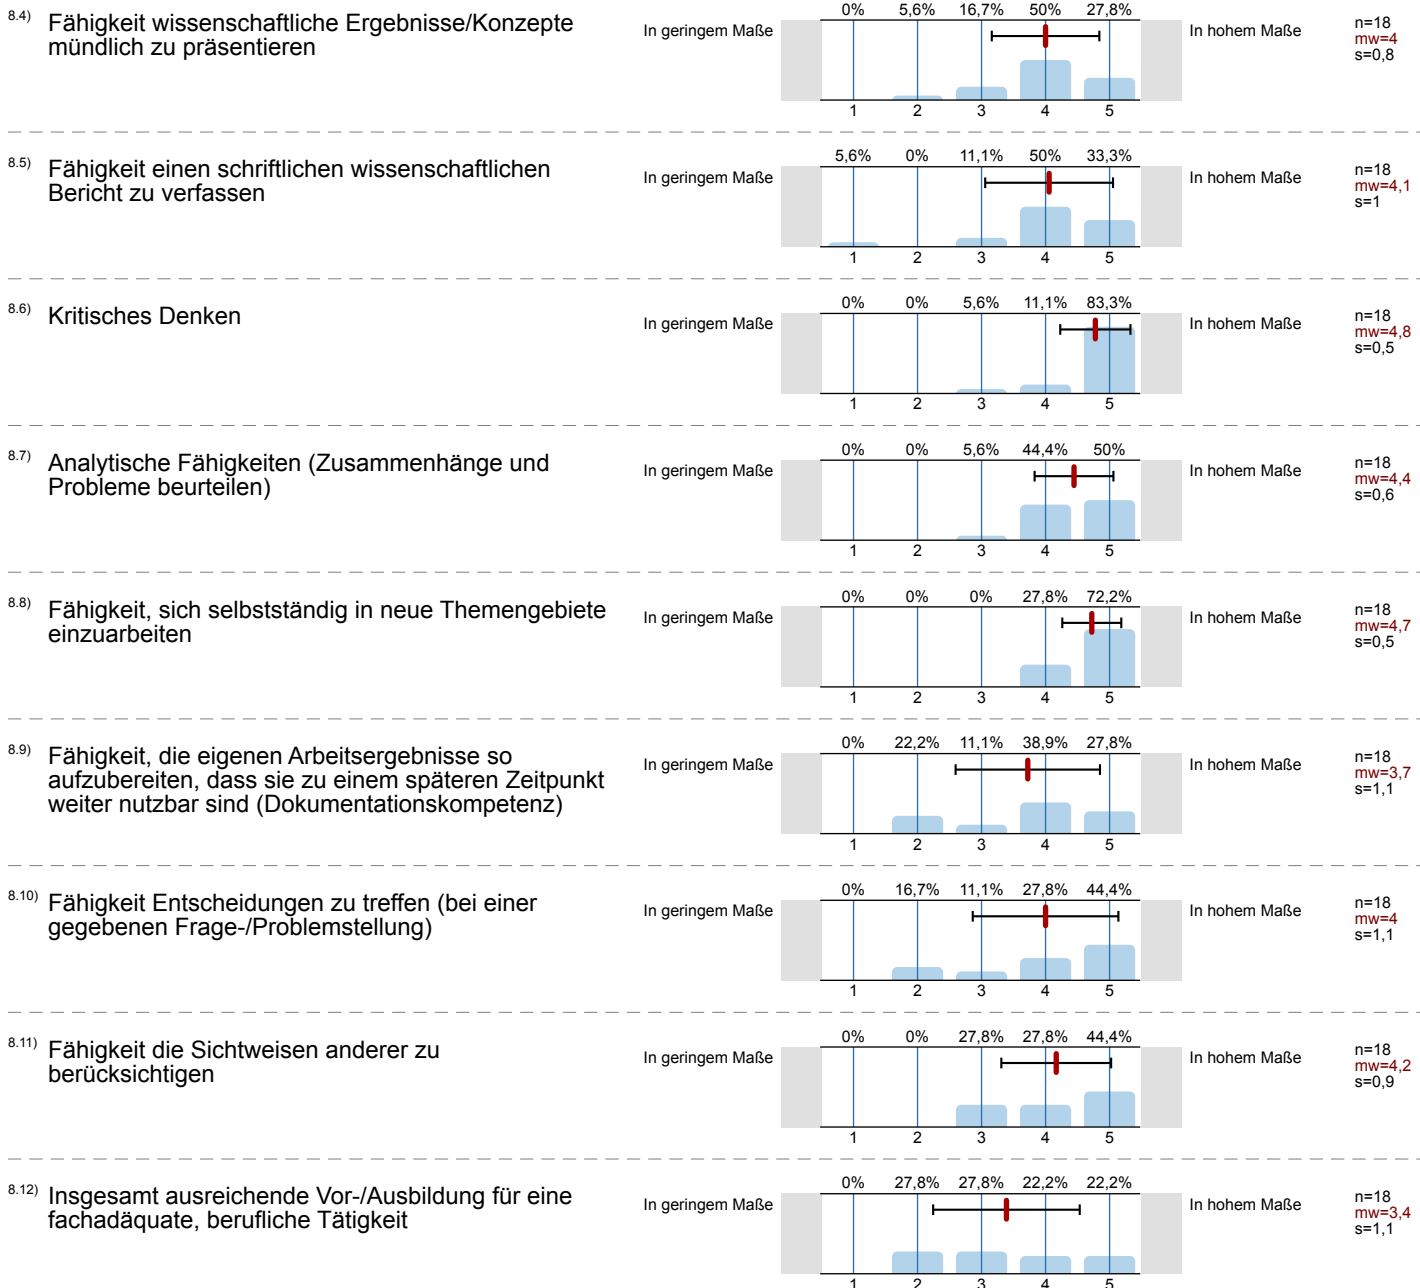 8.4) Fähigkeit wissenschaftliche Ergebnisse/Konzepte
mündlich zu präsentieren
In geringem Maße
0% 5,6% 16,7% 50% 27,8%
1 2 3 4 5
In hohem Maße
n=18
mw=4
s=0,8
8.5) Fähigkeit einen schriftlichen wissenschaftlichen
Bericht zu verfassen
In geringem Maße
5,6% 0% 11,1% 50% 33,3%
1 2 3 4 5
In hohem Maße
n=18
mw=4,1
s=1
8.6) Kritisches Denken
In geringem Maße
0% 0% 5,6% 11,1% 83,3%
1 2 3 4 5
In hohem Maße
n=18
mw=4,8
s=0,5
8.7) Analytische Fähigkeiten (Zusammenhänge und
Probleme beurteilen)
In geringem Maße
0% 0% 5,6% 44,4% 50%
1 2 3 4 5
In hohem Maße
n=18
mw=4,4
s=0,6
8.8) Fähigkeit, sich selbstständig in neue Themengebiete
einzuarbeiten
In geringem Maße
0% 0% 0% 27,8% 72,2%
1 2 3 4 5
In hohem Maße
n=18
mw=4,7
s=0,5
8.9) Fähigkeit, die eigenen Arbeitsergebnisse so
aufzubereiten, dass sie zu einem späteren Zeitpunkt
weiter nutzbar sind (Dokumentationskompetenz)
In geringem Maße
0% 22,2% 11,1% 38,9% 27,8%
1 2 3 4 5
In hohem Maße
n=18
mw=3,7
s=1,1
8.10) Fähigkeit Entscheidungen zu treffen (bei einer
gegebenen Frage-/Problemstellung)
In geringem Maße
0% 16,7% 11,1% 27,8% 44,4%
1 2 3 4 5
In hohem Maße
n=18
mw=4
s=1,1
8.11) Fähigkeit die Sichtweisen anderer zu
berücksichtigen
In geringem Maße
0% 0% 27,8% 27,8% 44,4%
1 2 3 4 5
In hohem Maße
n=18
mw=4,2
s=0,9
8.12) Insgesamt ausreichende Vor-/Ausbildung für eine
fachadäquate, berufliche Tätigkeit
In geringem Maße
0% 27,8% 27,8% 22,2% 22,2%
1 2 3 4 5
In hohem Maße
n=18
mw=3,4
s=1,1